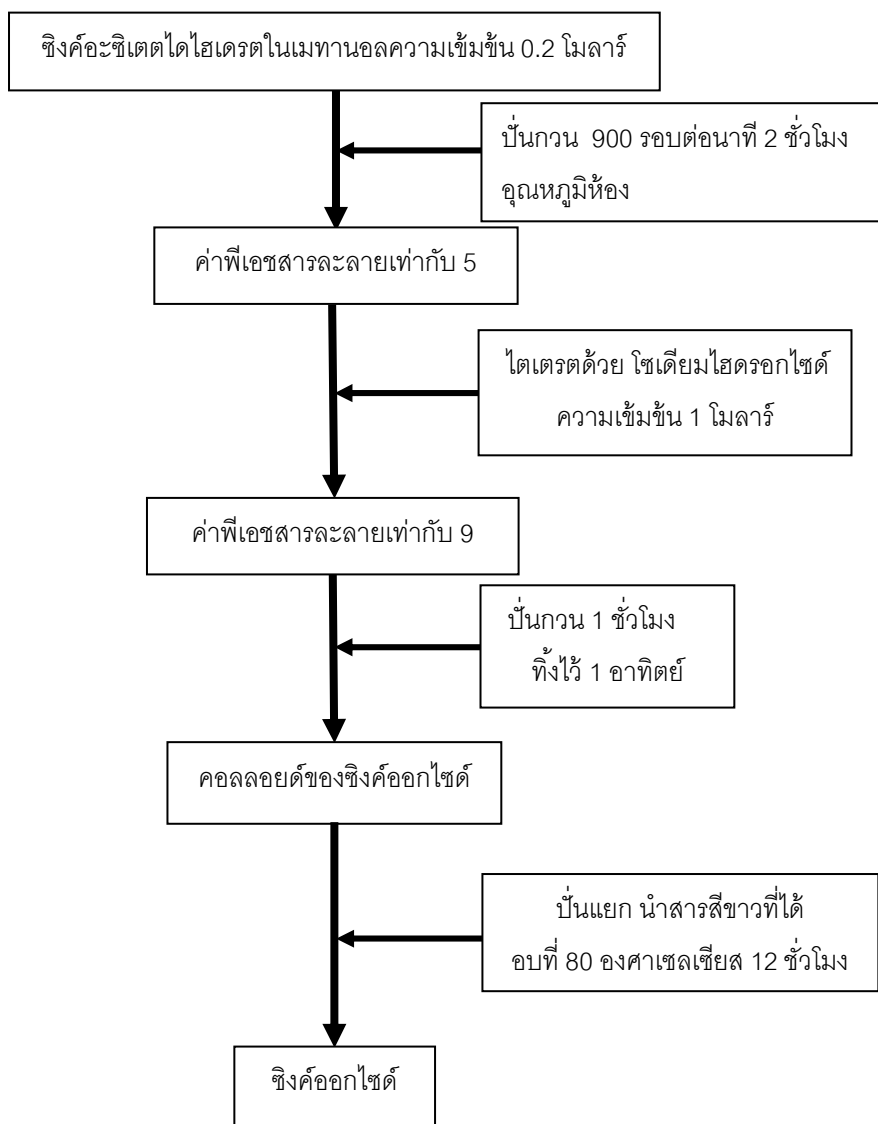 ซิงค์อะซิเตตไดไฮเดรตในเมทานอลความเข้มข้น 0.2 โมลาร์
ปั่นกวน 900 รอบต่อนาที 2 ชั่วโมง
อุณหภูมิห้อง
ค่าพีเอชสารละลายเท่ากับ 5
ไตเตรตด้วย โซเดียมไฮดรอกไซด์
ความเข้มข้น 1 โมลาร์
ค่าพีเอชสารละลายเท่ากับ 9
ปั่นกวน 1 ชั่วโมง
ทิ้งไว้ 1 อาทิตย์
คอลลอยด์ของซิงค์ออกไซด์
ปั่นแยก นำสารสีขาวที่ได้
อบที่ 80 องศาเซลเซียส 12 ชั่วโมง
ซิงค์ออกไซด์